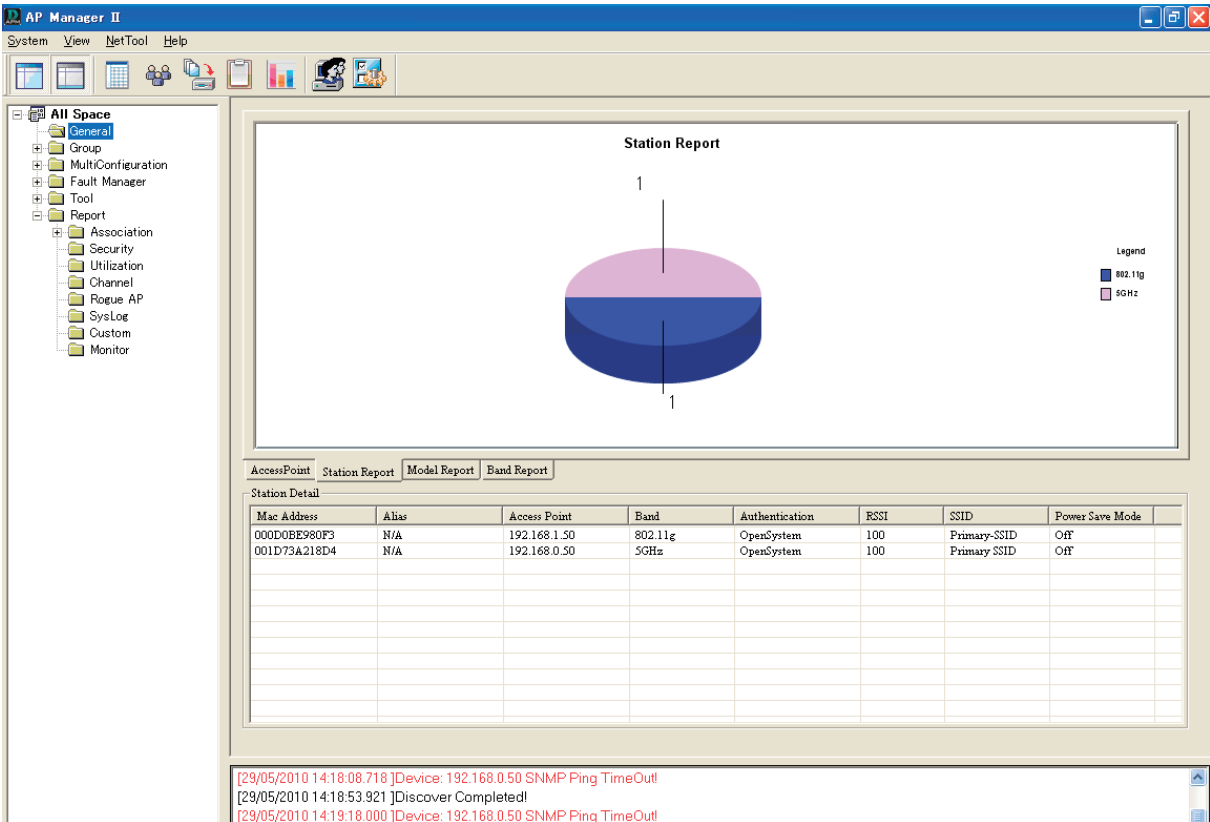 AP Manager II
System View NetTool Help
All Space
General
Group
MultiConfiguration
Fault Manager
Tool
Report
Association
Security
Utilization
Channel
Rogue AP
SysLog
Custom
Monitor
Station Report
1
1
Legend
802.11g
5GHz
AccessPoint Station Report Model Report Band Report
Station Detail
Mac Address Alias Access Point Band Authentication RSSI SSID Power Save Mode
000D0BE980F3 N/A 192.168.1.50 802.11g OpenSystem 100 Primary-SSID Off
001D73A218D4 N/A 192.168.0.50 5GHz OpenSystem 100 Primary SSID Off
[29/05/2010 14:18:08.718 ]Device: 192.168.0.50 SNMP Ping TimeOut!
[29/05/2010 14:18:53.921 ]Discover Completed!
[29/05/2010 14:19:18.000 ]Device: 192.168.0.50 SNMP Ping TimeOut!